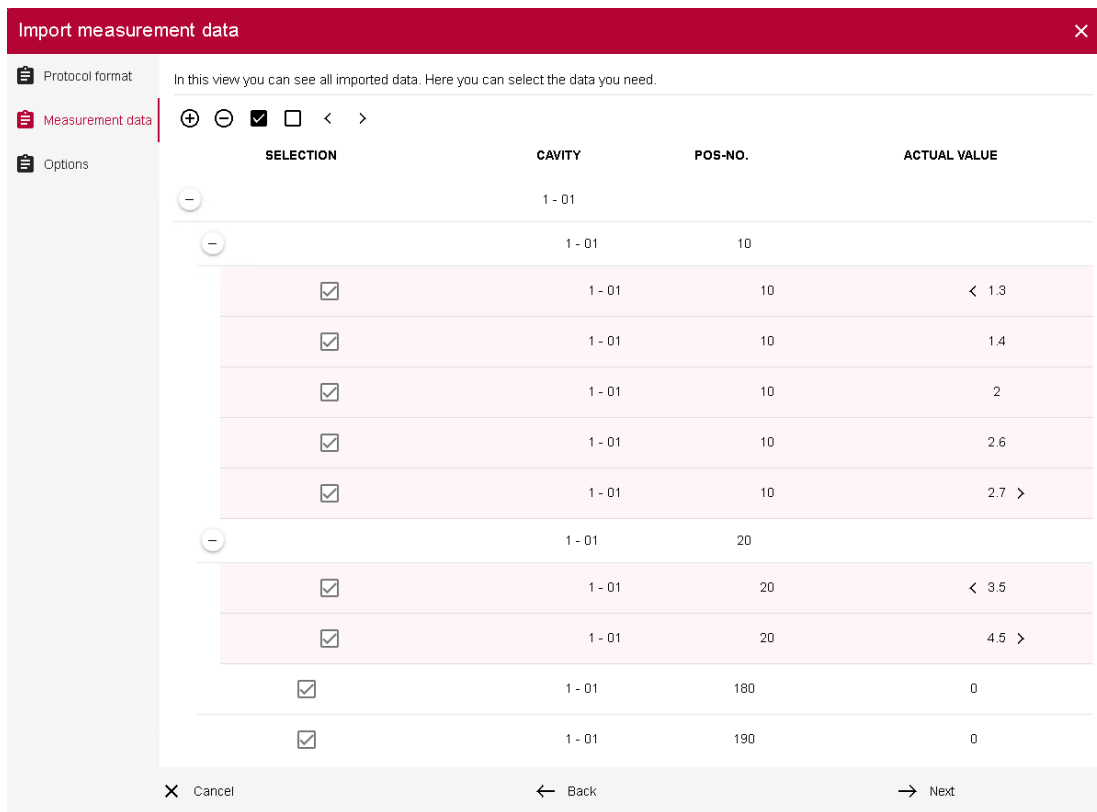 Import measurement data
Protocol format
Measurement data
Options
In this view you can see all imported data. Here you can select the data you need.
SELECTION CAVITY POS-NO. ACTUAL VALUE
1 - 01
1 - 01 10
1 - 01 10 < 1.3
1 - 01 10 1.4
1 - 01 10 2
1 - 01 10 2.6
1 - 01 10 2.7 >
1 - 01 20
1 - 01 20 < 3.5
1 - 01 20 4.5 >
1 - 01 180 0
1 - 01 190 0
Cancel Back Next